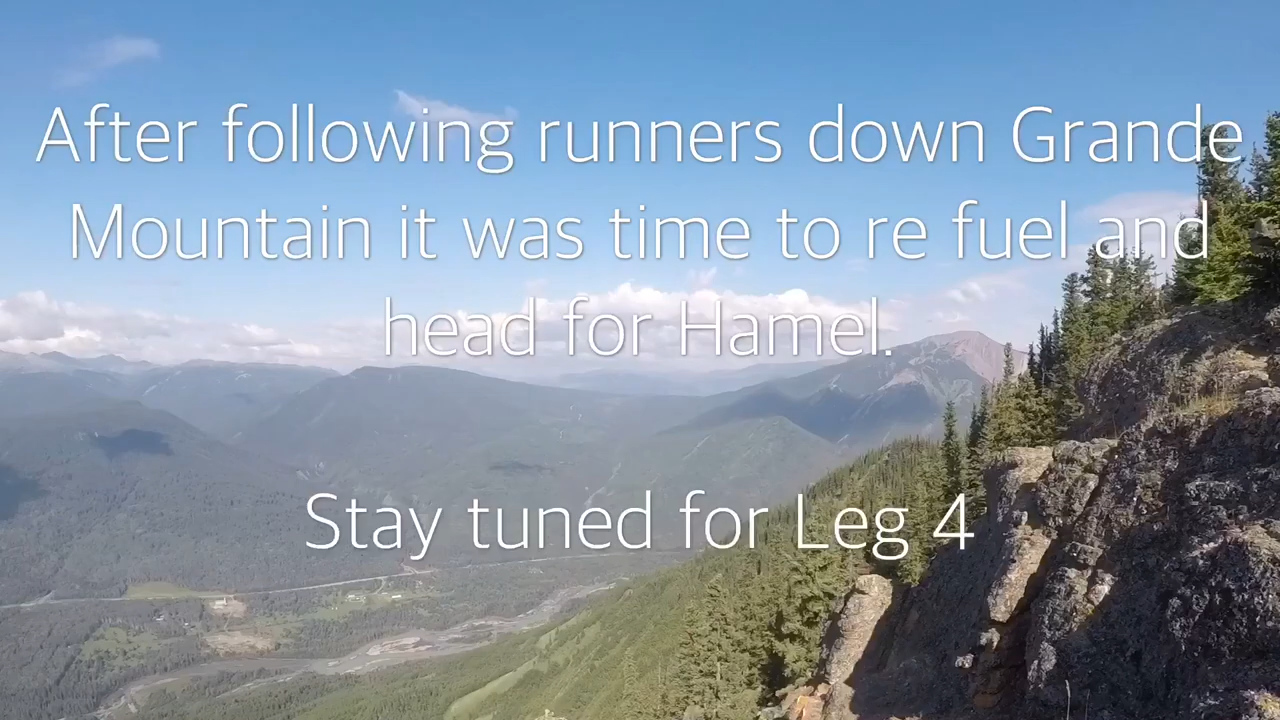 After following runners down Grande
Mountain it was time to re fuel and
head for Hamel.
Stay tuned for Leg 4